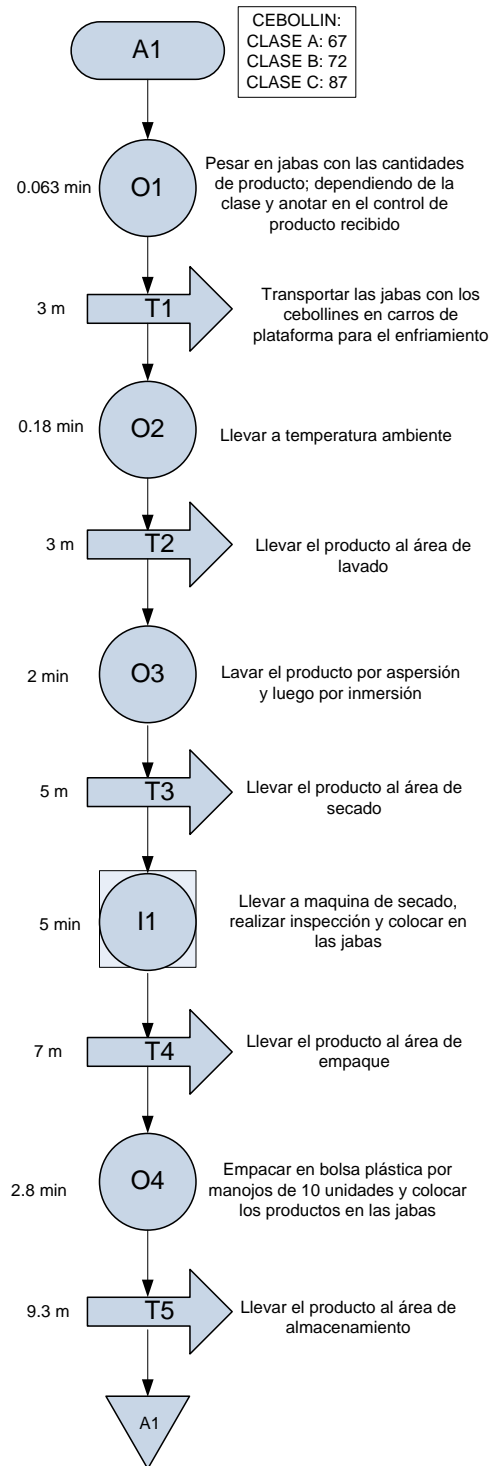 A1
CEBOLLIN:
CLASE A: 67
CLASE B: 72
CLASE C: 87
0.063 min
O1
Pesar en jabas con las cantidades
de producto; dependiendo de la
clase y anotar en el control de
producto recibido
3 m
T1
Transportar las jabas con los
cebollines en carros de
plataforma para el enfriamiento
0.18 min
O2
Llevar a temperatura ambiente
3 m
T2
Llevar el producto al área de
lavado
2 min
O3
Lavar el producto por aspersión
y luego por inmersión
5 m
T3
Llevar el producto al área de
secado
5 min
I1
Llevar a maquina de secado,
realizar inspección y colocar en
las jabas
7 m
T4
Llevar el producto al área de
empaque
2.8 min
O4
Empacar en bolsa plástica por
manojos de 10 unidades y colocar
los productos en las jabas
9.3 m
T5
Llevar el producto al área de
almacenamiento
A1